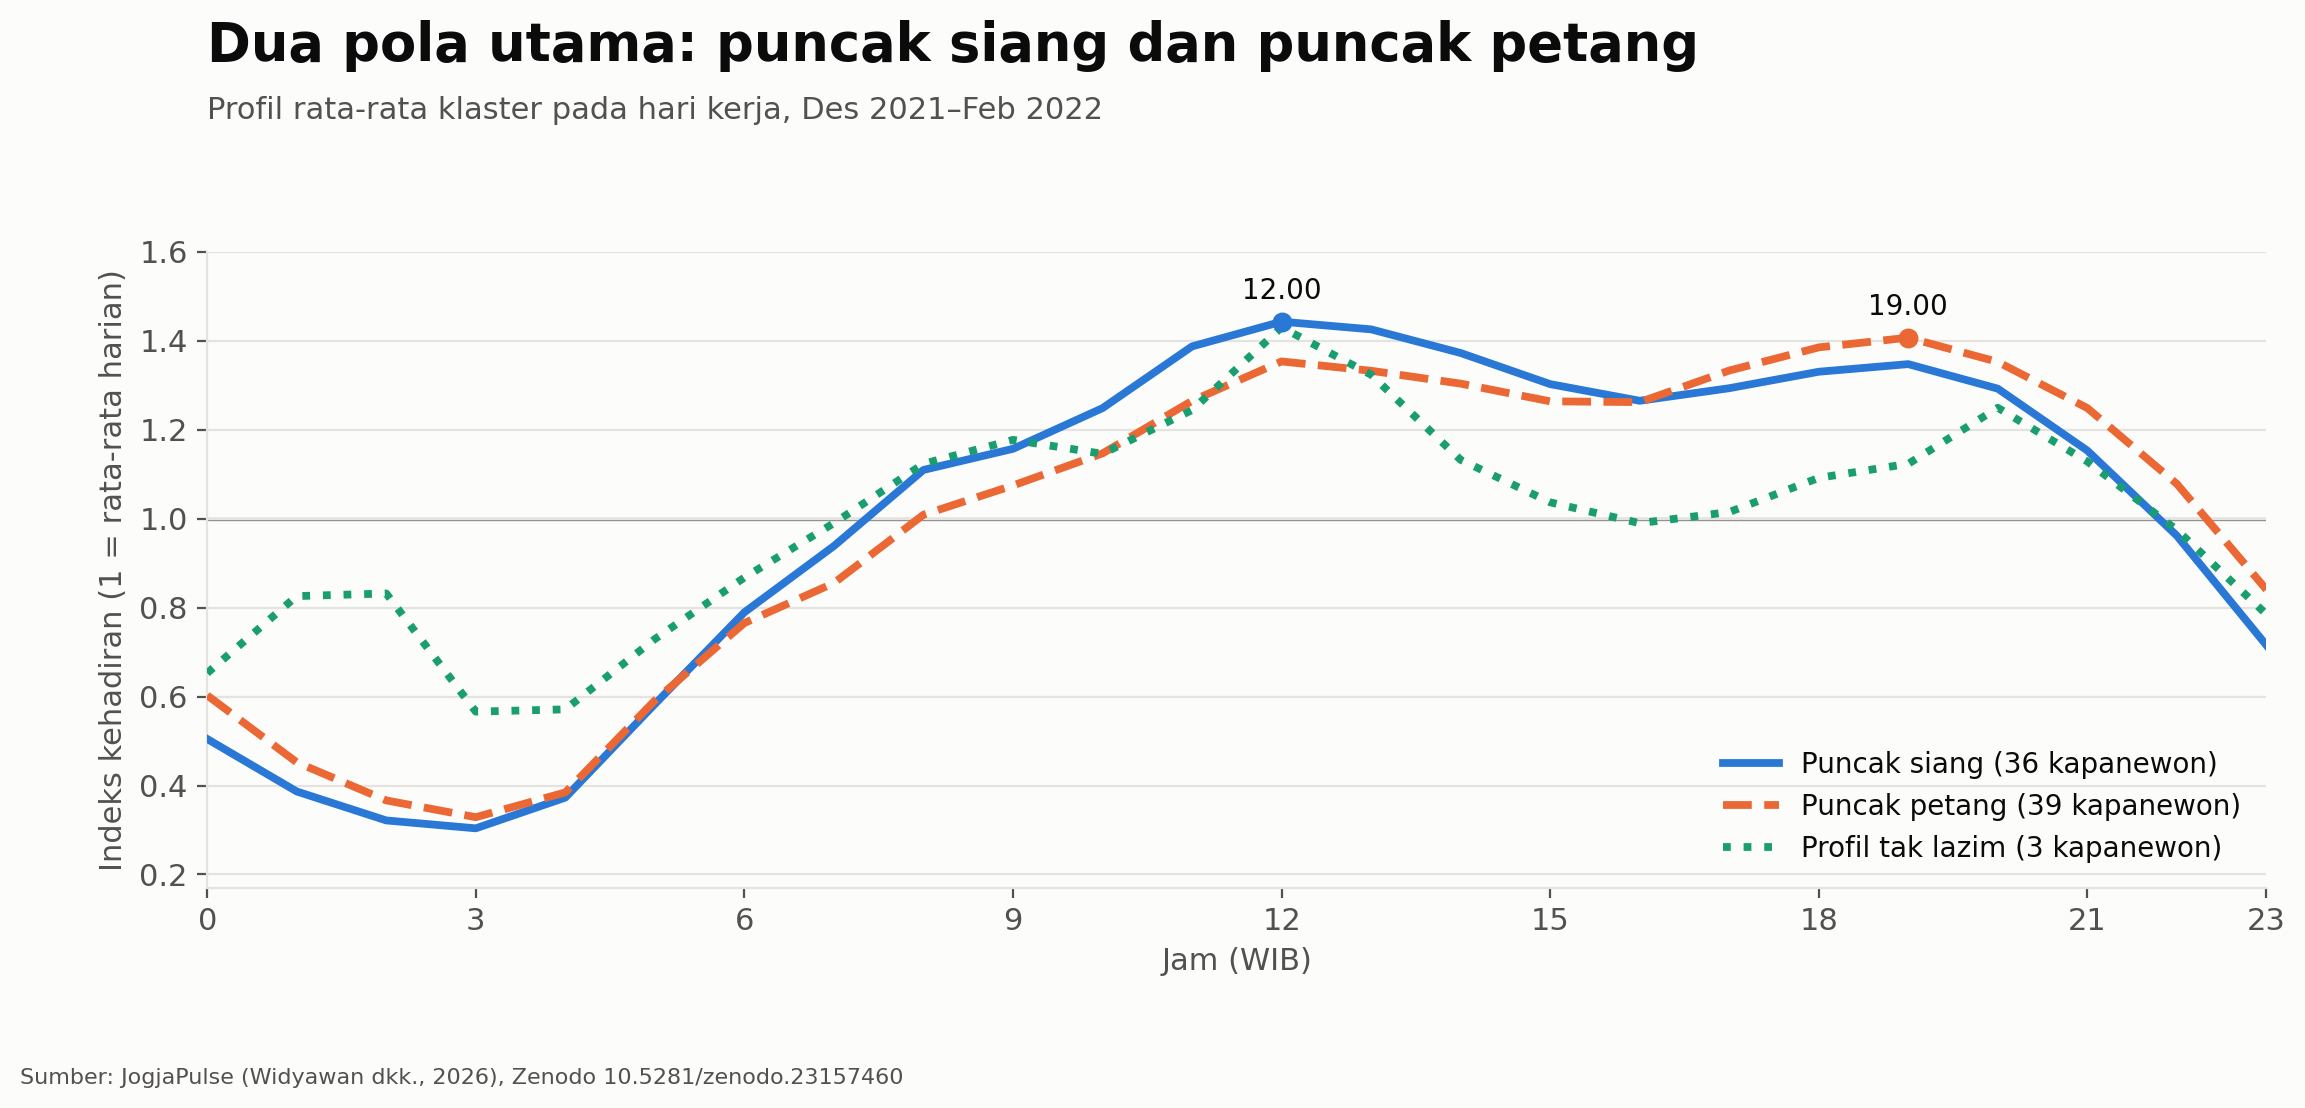 Dua pola utama: puncak siang dan puncak petang
Profil rata-rata klaster pada hari kerja, Des 2021–Feb 2022
Indeks kehadiran (1 = rata-rata harian)
1.6
1.4
1.2
1.0
0.8
0.6
0.4
0.2
12.00
19.00
Puncak siang (36 kapanewon)
Puncak petang (39 kapanewon)
Profil tak lazim (3 kapanewon)
0 3 6 9 12 15 18 21 23
Jam (WIB)
Sumber: JogjaPulse (Widyawan dkk., 2026), Zenodo 10.5281/zenodo.23157460